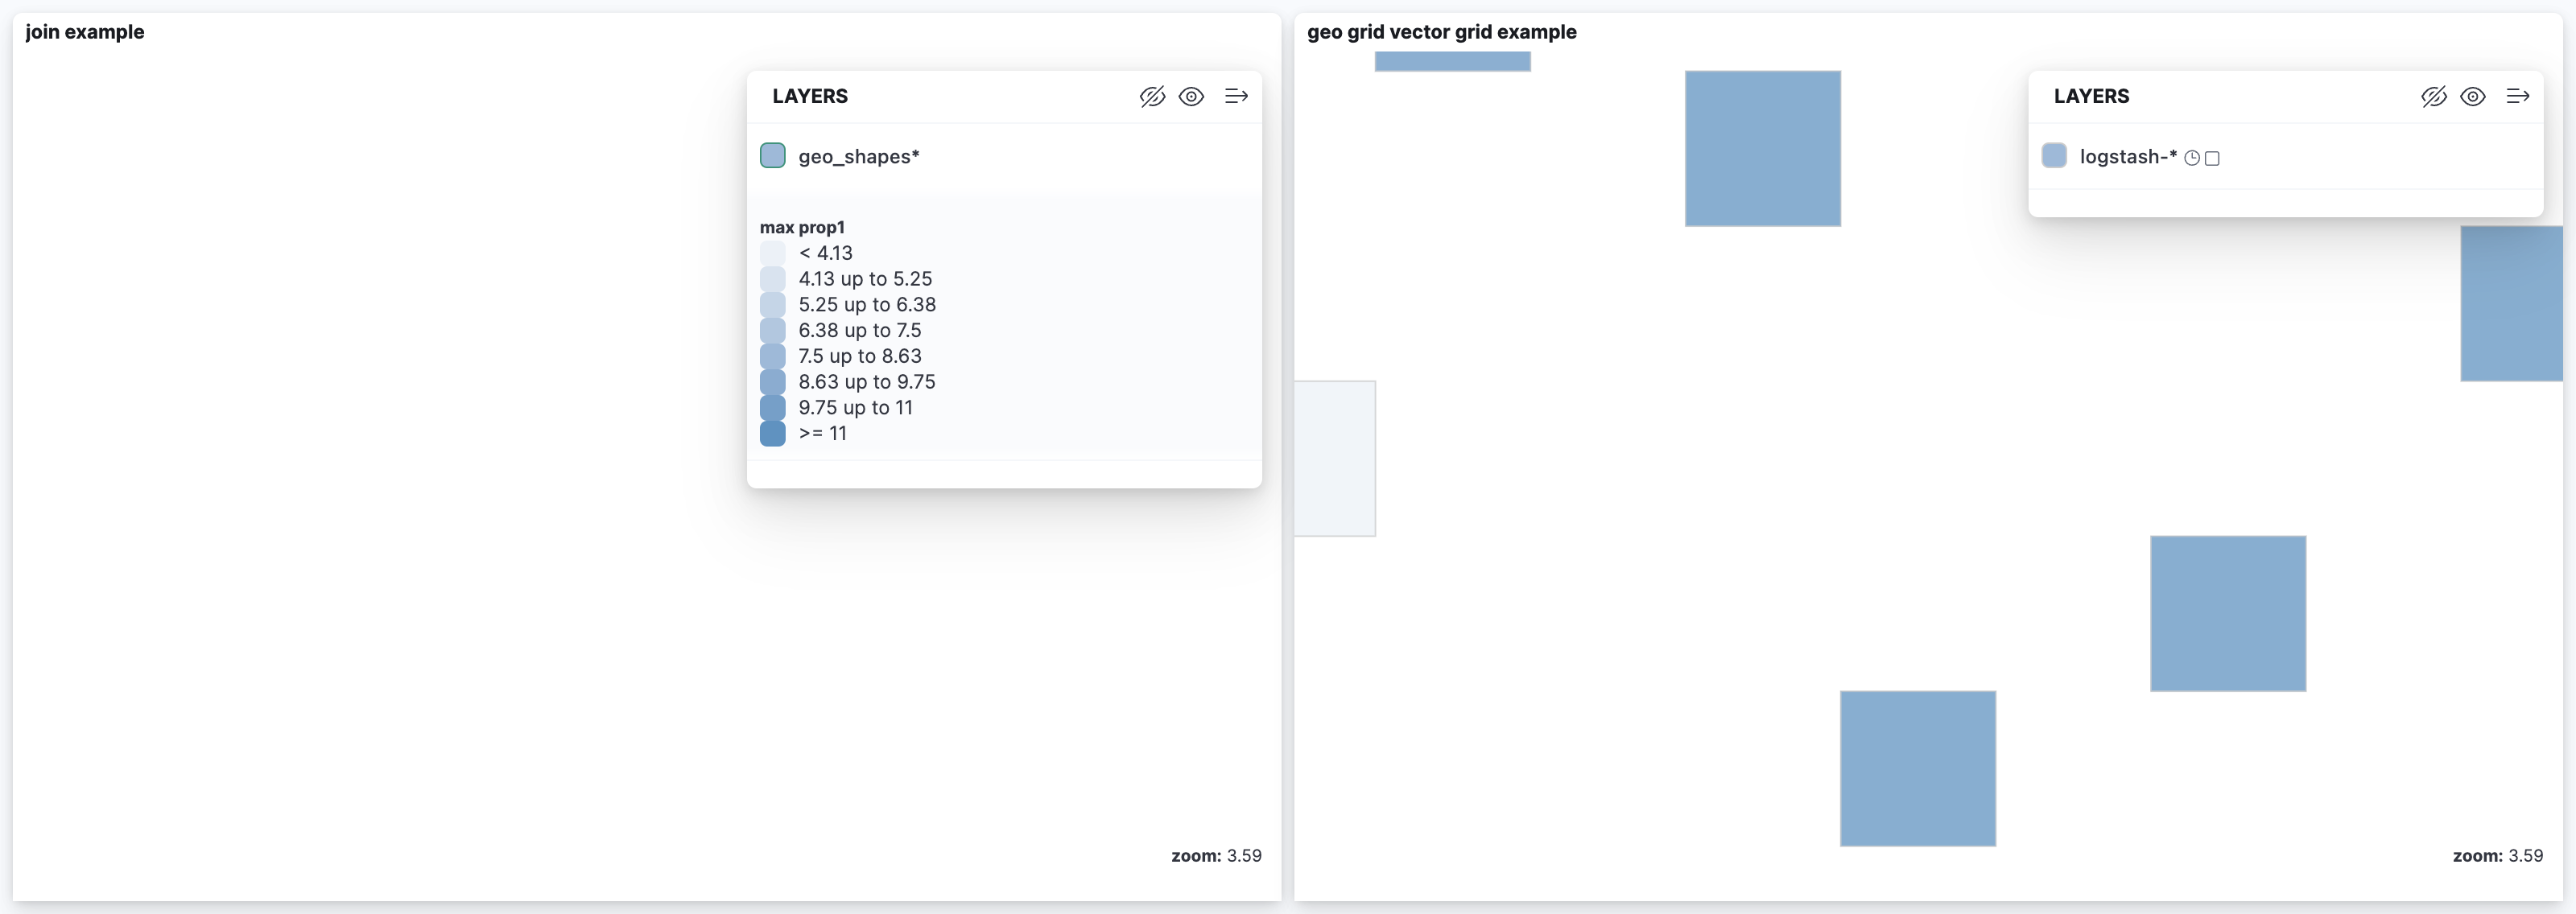 join example
LAYERS
geo_shapes*
max prop1
< 4.13
4.13 up to 5.25
5.25 up to 6.38
6.38 up to 7.5
7.5 up to 8.63
8.63 up to 9.75
9.75 up to 11
>= 11
zoom: 3.59
geo grid vector grid example
LAYERS
logstash-*
zoom: 3.59